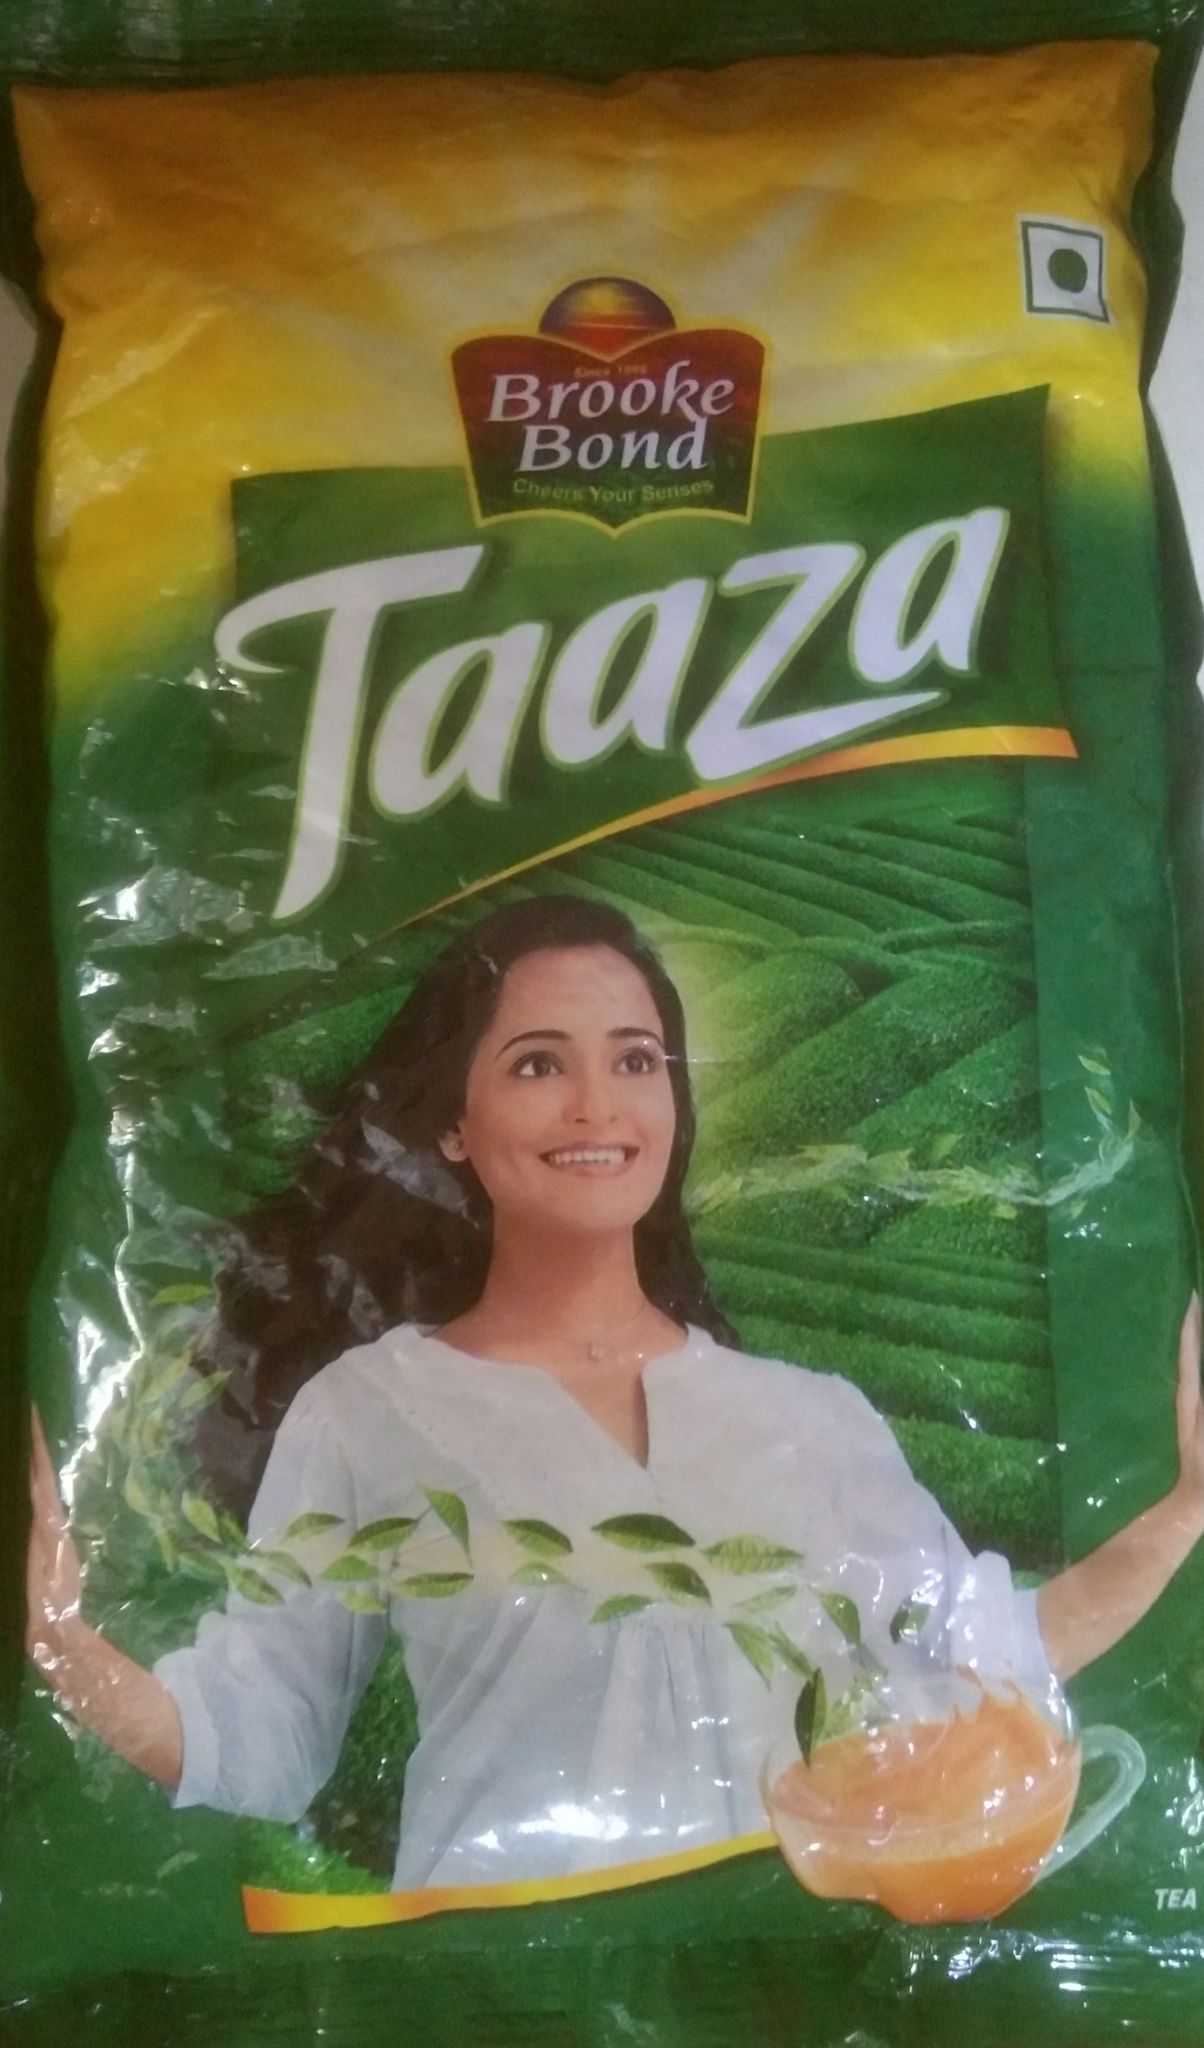 Since 1869
Brooke
Bond
Cheers Your Senses
Taaza
TEA